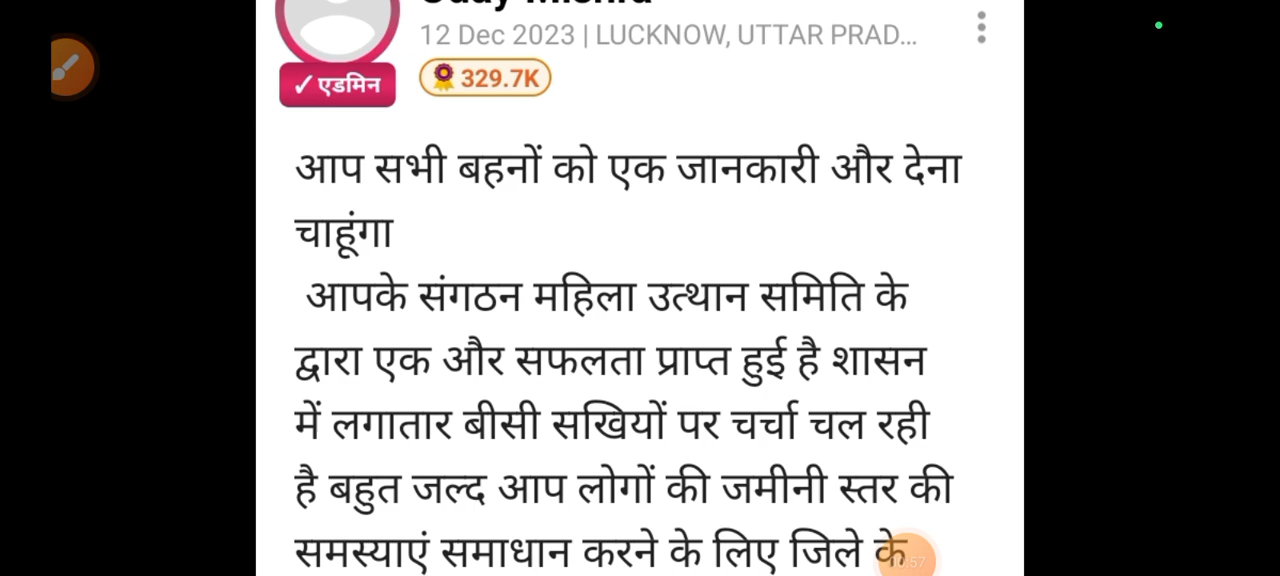 12 Dec 2023 | LUCKNOW, UTTAR PRAD...
✓ एडमिन
329.7K
आप सभी बहनों को एक जानकारी और देना
चाहूंगा
आपके संगठन महिला उत्थान समिति के
द्वारा एक और सफलता प्राप्त हुई है शासन
में लगातार बीसी सखियों पर चर्चा चल रही
है बहुत जल्द आप लोगों की जमीनी स्तर की
समस्याएं समाधान करने के लिए जिले के